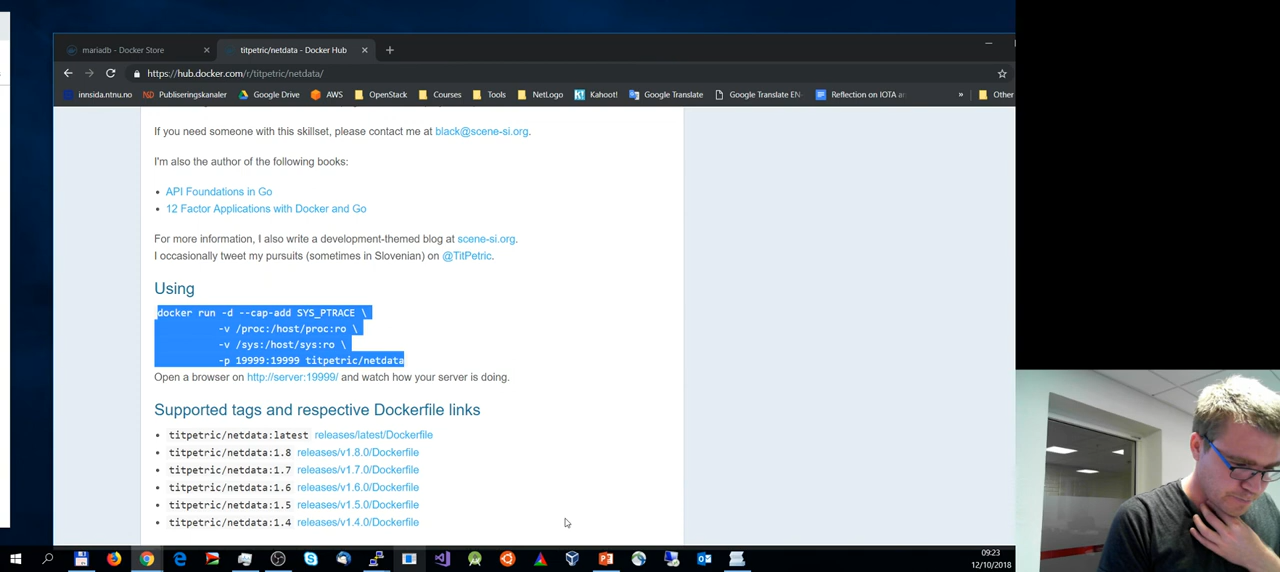 mariadb - Docker Store
titpetric/netdata - Docker Hub
https://hub.docker.com/r/titpetric/netdata/
innsida.ntnu.no Publiseringskanaler Google Drive AWS OpenStack Courses Tools NetLogo Kahoot! Google Translate Google Translate EN- Reflection on IOTA ar » Other
If you need someone with this skillset, please contact me at black@scene-si.org.
I'm also the author of the following books:
• API Foundations in Go
• 12 Factor Applications with Docker and Go
For more information, I also write a development-themed blog at scene-si.org.
I occasionally tweet my pursuits (sometimes in Slovenian) on @TitPetric.
Using
docker run -d --cap-add SYS_PTRACE \
-v /proc:/host/proc:ro \
-v /sys:/host/sys:ro \
-p 19999:19999 titpetric/netdata
Open a browser on http://server:19999/ and watch how your server is doing.
Supported tags and respective Dockerfile links
• titpetric/netdata:latest releases/latest/Dockerfile
• titpetric/netdata:1.8 releases/v1.8.0/Dockerfile
• titpetric/netdata:1.7 releases/v1.7.0/Dockerfile
• titpetric/netdata:1.6 releases/v1.6.0/Dockerfile
• titpetric/netdata:1.5 releases/v1.5.0/Dockerfile
• titpetric/netdata:1.4 releases/v1.4.0/Dockerfile
09:23
12/10/2018